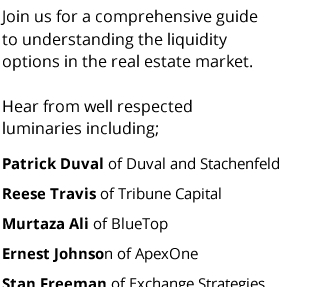 Join us for a comprehensive guide
to understanding the liquidity
options in the real estate market.
Hear from well respected
luminaries including;
Patrick Duval of Duval and Stachenfeld
Reese Travis of Tribune Capital
Murtaza Ali of BlueTop
Ernest Johnson of ApexOne
Stan Freeman of Exchange Strategies